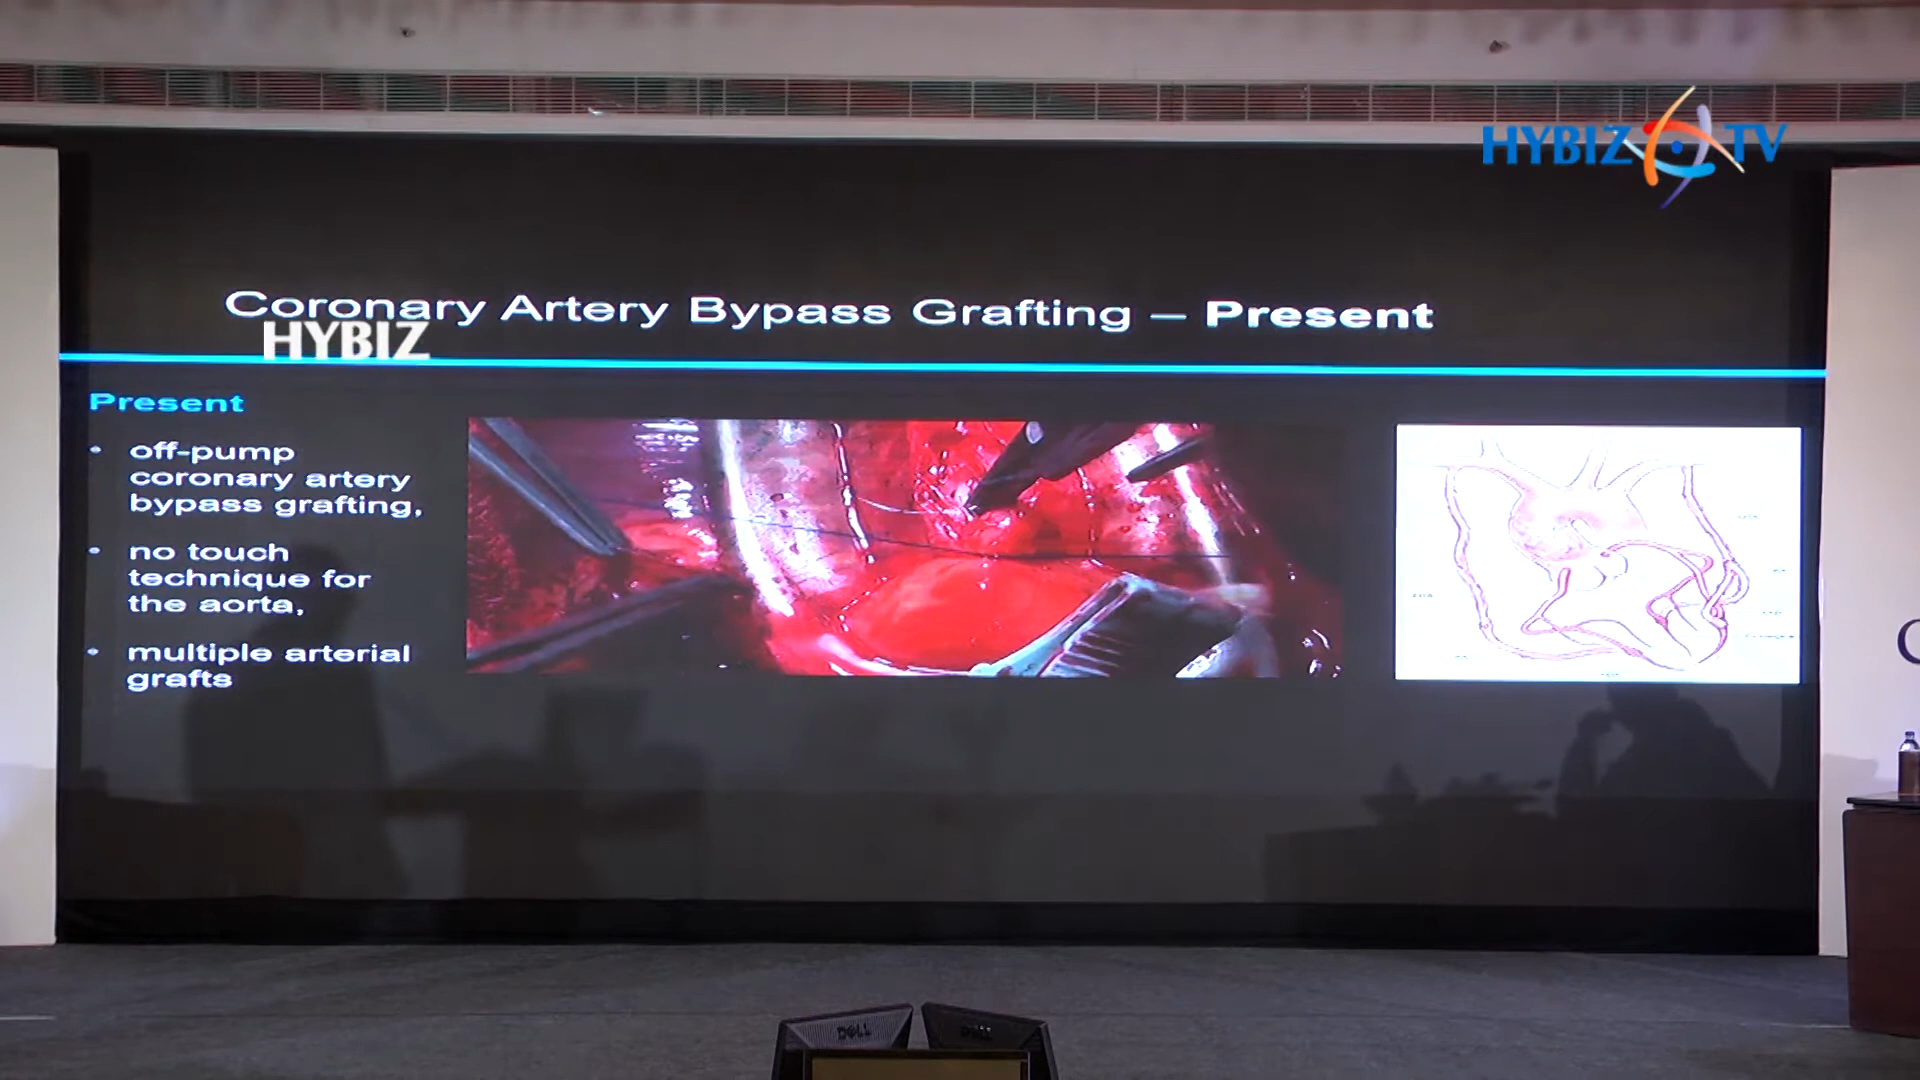 HYBIZ TV
Coronary Artery Bypass Grafting – Present
HYBIZ
Present
• off-pump
coronary artery
bypass grafting,
• no touch
technique for
the aorta,
• multiple arterial
grafts
DELL
DELL